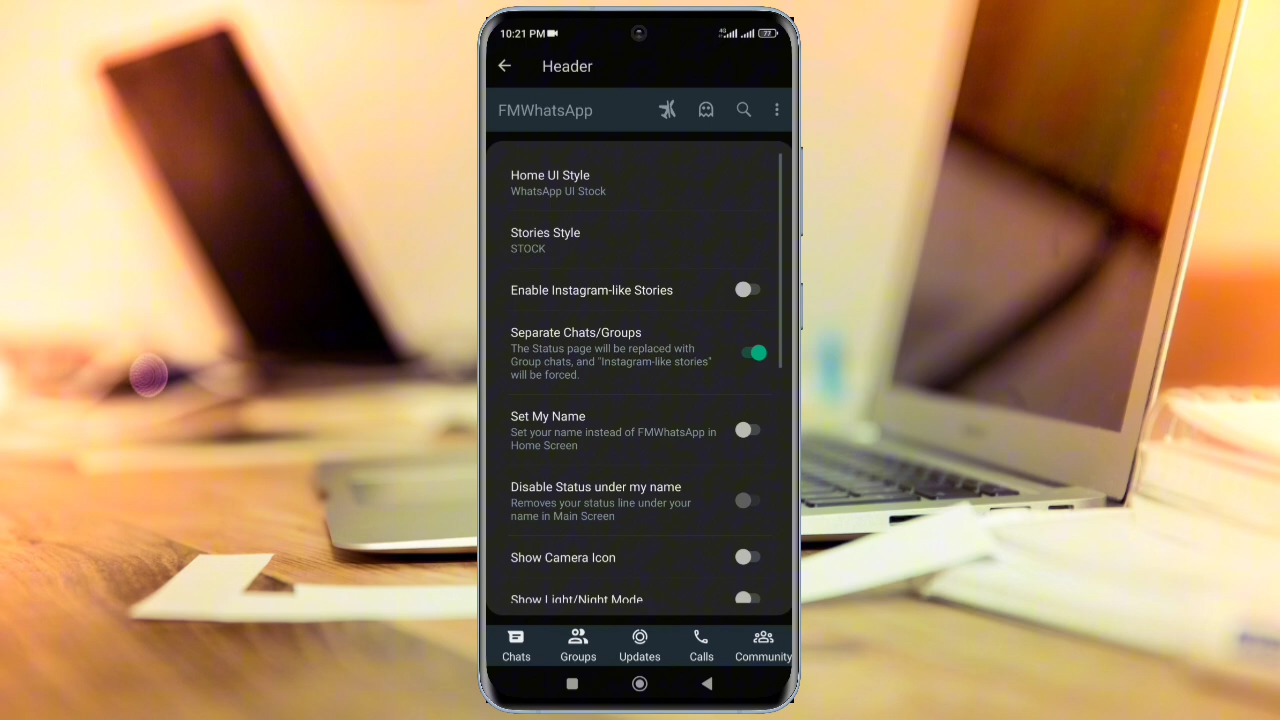 10:21 PM
4G
77
Header
FMWhatsApp
Home UI Style
WhatsApp UI Stock
Stories Style
STOCK
Enable Instagram-like Stories
Separate Chats/Groups
The Status page will be replaced with
Group chats, and "Instagram-like stories"
will be forced.
Set My Name
Set your name instead of FMWhatsApp in
Home Screen
Disable Status under my name
Removes your status line under your
name in Main Screen
Show Camera Icon
Show Light/Night Mode
Chats
Groups
Updates
Calls
Community